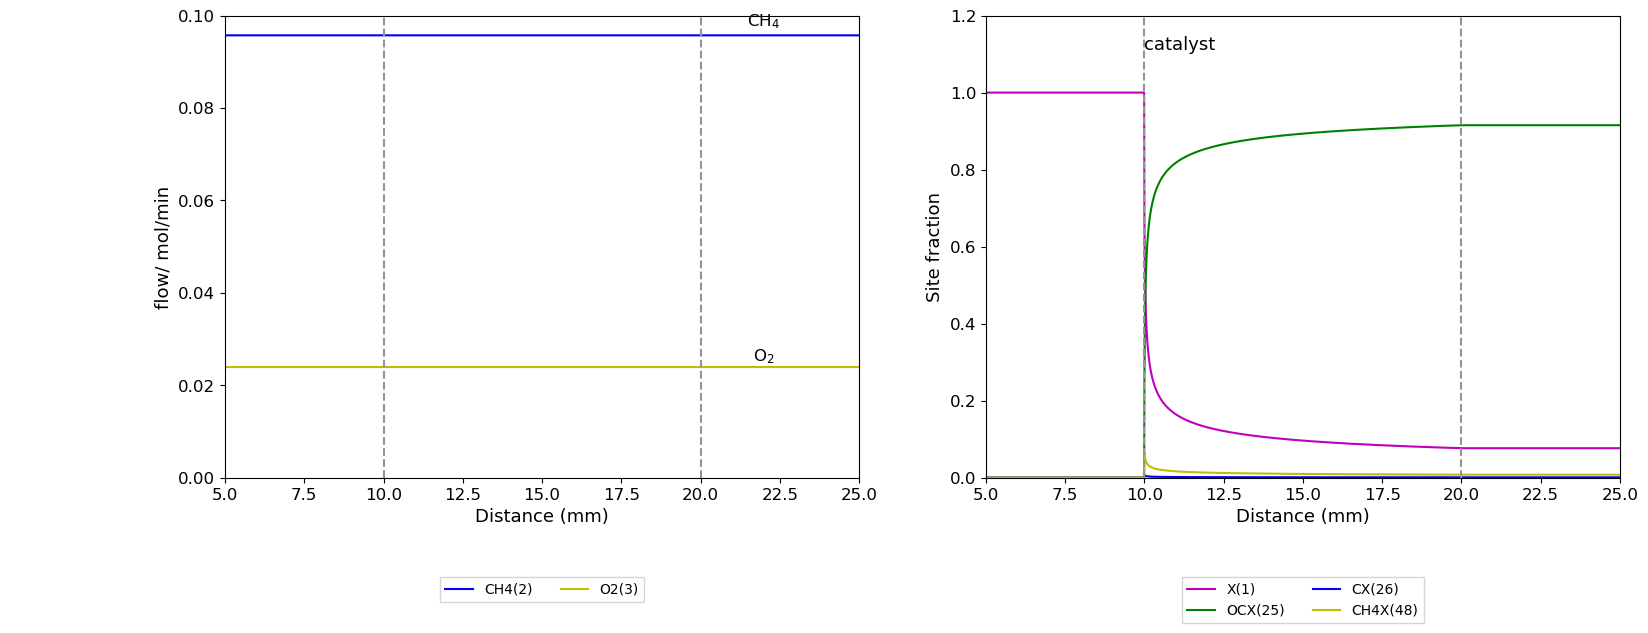 0.10
0.08
0.06
0.04
0.02
0.00
flow/ mol/min
CH₄
O₂
5.0 7.5 10.0 12.5 15.0 17.5 20.0 22.5 25.0
Distance (mm)
CH4(2) O2(3)
1.2
1.0
0.8
0.6
0.4
0.2
0.0
Site fraction
catalyst
5.0 7.5 10.0 12.5 15.0 17.5 20.0 22.5 25.0
Distance (mm)
X(1) CX(26)
OCX(25) CH4X(48)